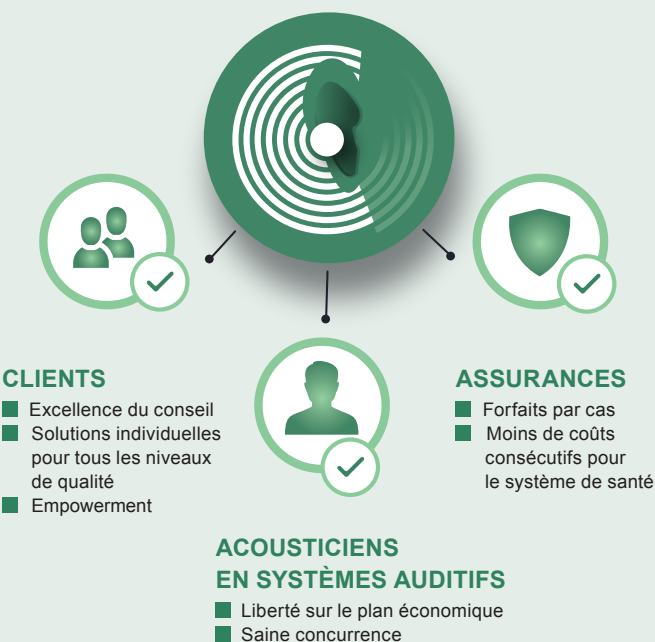 CLIENTS
Excellence du conseil
Solutions individuelles
pour tous les niveaux
de qualité
Empowerment
ASSURANCES
Forfaits par cas
Moins de coûts
consécutifs pour
le système de santé
ACOUSTICIENS
EN SYSTÈMES AUDITIFS
Liberté sur le plan économique
Saine concurrence